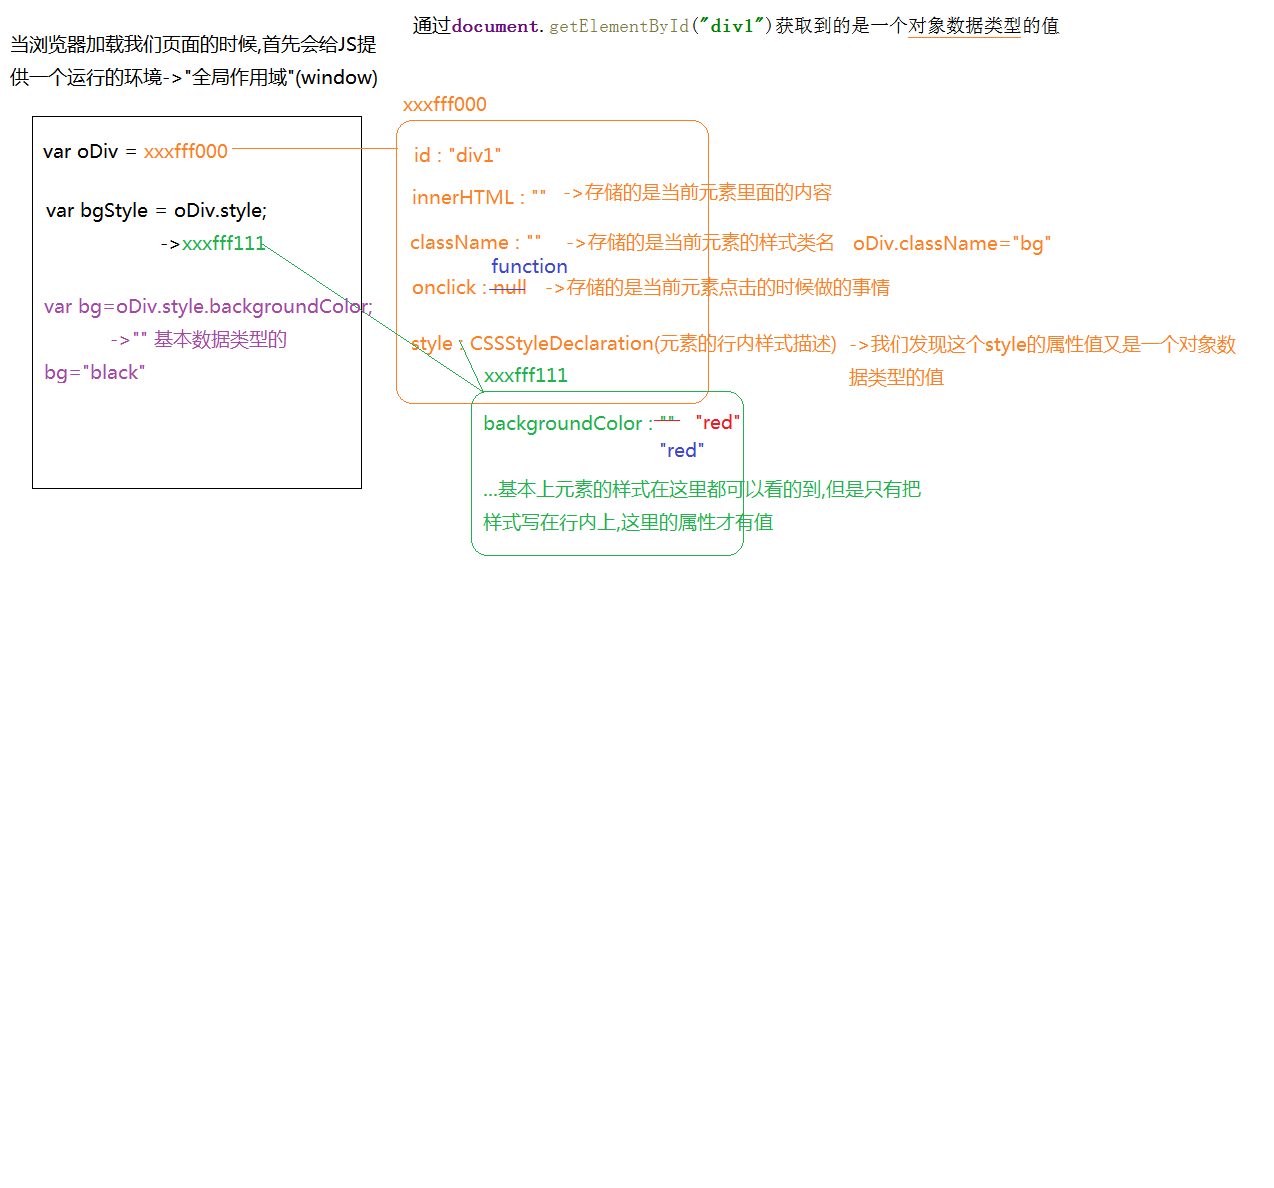 通过document.getElementById("div1")获取到的是一个对象数据类型的值
当浏览器加载我们页面的时候,首先会给JS提
供一个运行的环境->"全局作用域"(window)
xxxfff000
var oDiv = xxxfff000
id : "div1"
innerHTML : "" ->存储的是当前元素里面的内容
var bgStyle = oDiv.style;
->xxxfff111
className : "" ->存储的是当前元素的样式类名 oDiv.className="bg"
function
onclick : null ->存储的是当前元素点击的时候做的事情
var bg=oDiv.style.backgroundColor;
->"" 基本数据类型的
bg="black"
style : CSSStyleDeclaration(元素的行内样式描述) ->我们发现这个style的属性值又是一个对象数
据类型的值
xxxfff111
backgroundColor : "" "red"
"red"
...基本上元素的样式在这里都可以看的到,但是只有把
样式写在行内上,这里的属性才有值